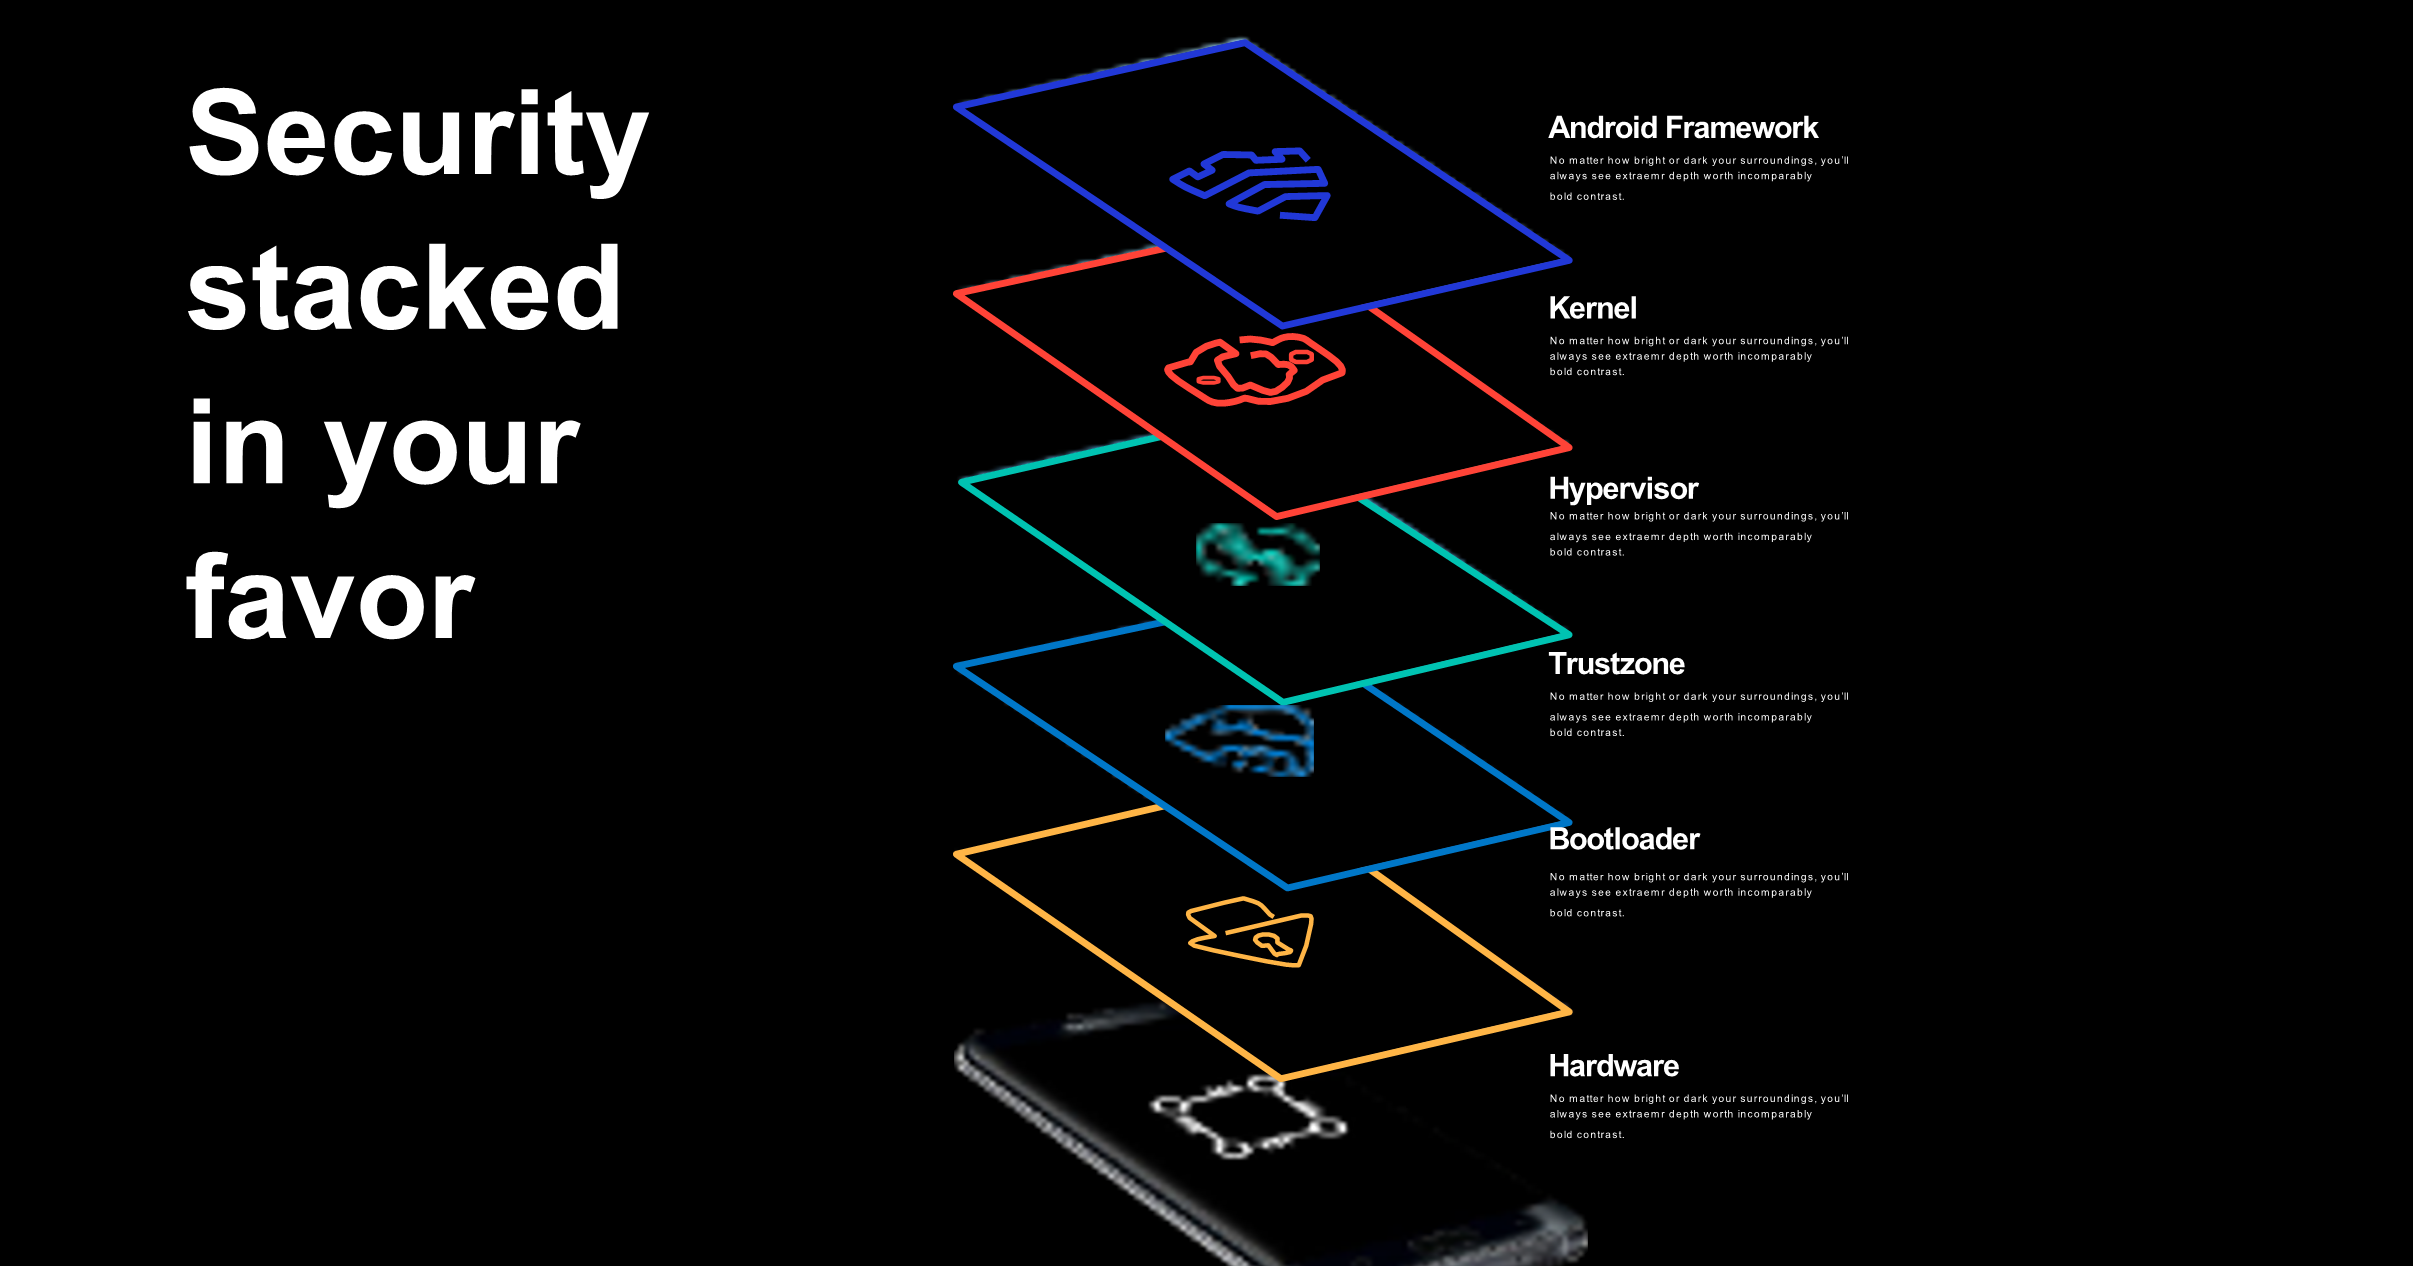 Security
stacked
in your
favor
Android Framework
No matter how bright or dark your surroundings, you'll
always see extraemr depth worth incomparably
bold contrast.
Kernel
No matter how bright or dark your surroundings, you'll
always see extraemr depth worth incomparably
bold contrast.
Hypervisor
No matter how bright or dark your surroundings, you'll
always see extraemr depth worth incomparably
bold contrast.
Trustzone
No matter how bright or dark your surroundings, you'll
always see extraemr depth worth incomparably
bold contrast.
Bootloader
No matter how bright or dark your surroundings, you'll
always see extraemr depth worth incomparably
bold contrast.
Hardware
No matter how bright or dark your surroundings, you'll
always see extraemr depth worth incomparably
bold contrast.